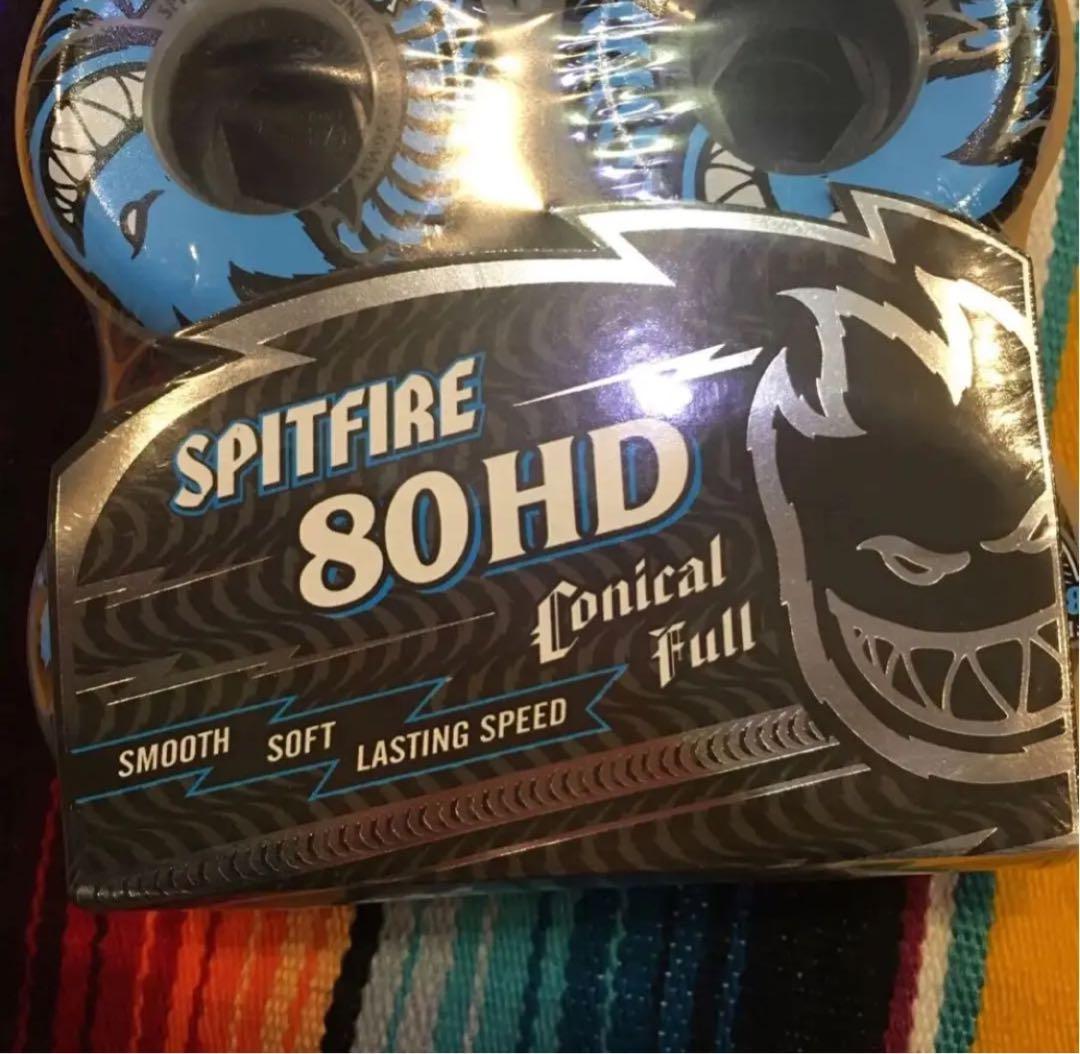 SPITFIRE
80HD
Conical
Full
SMOOTH SOFT LASTING SPEED